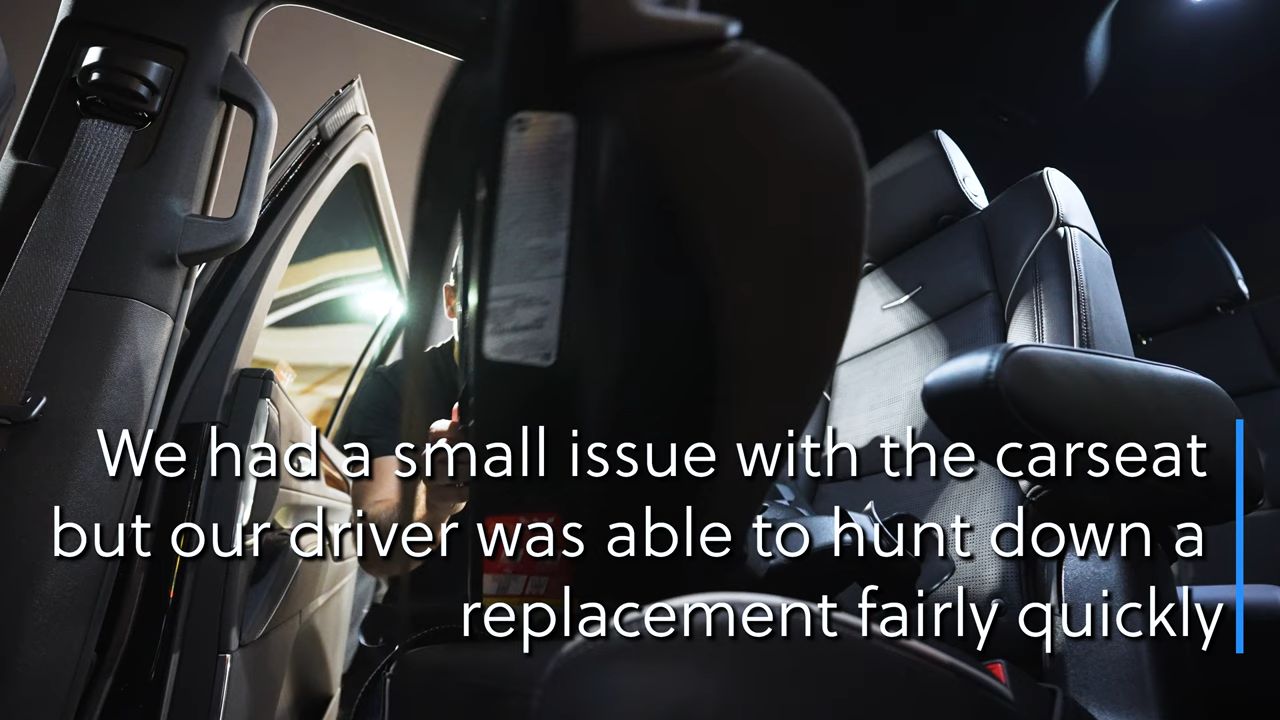 We had a small issue with the carseat
but our driver was able to hunt down a
replacement fairly quickly